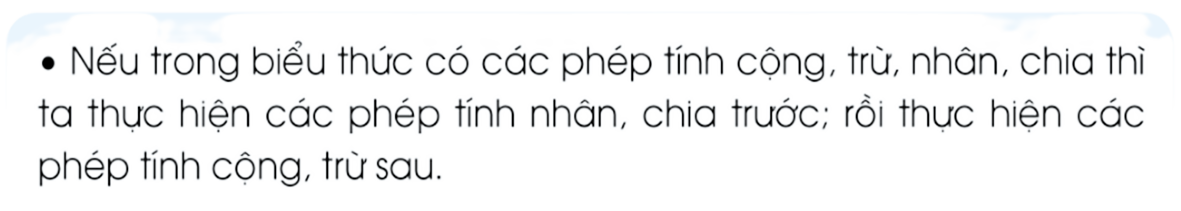 • Nếu trong biểu thức có các phép tính cộng, trừ, nhân, chia thì
ta thực hiện các phép tính nhân, chia trước; rồi thực hiện các
phép tính cộng, trừ sau.